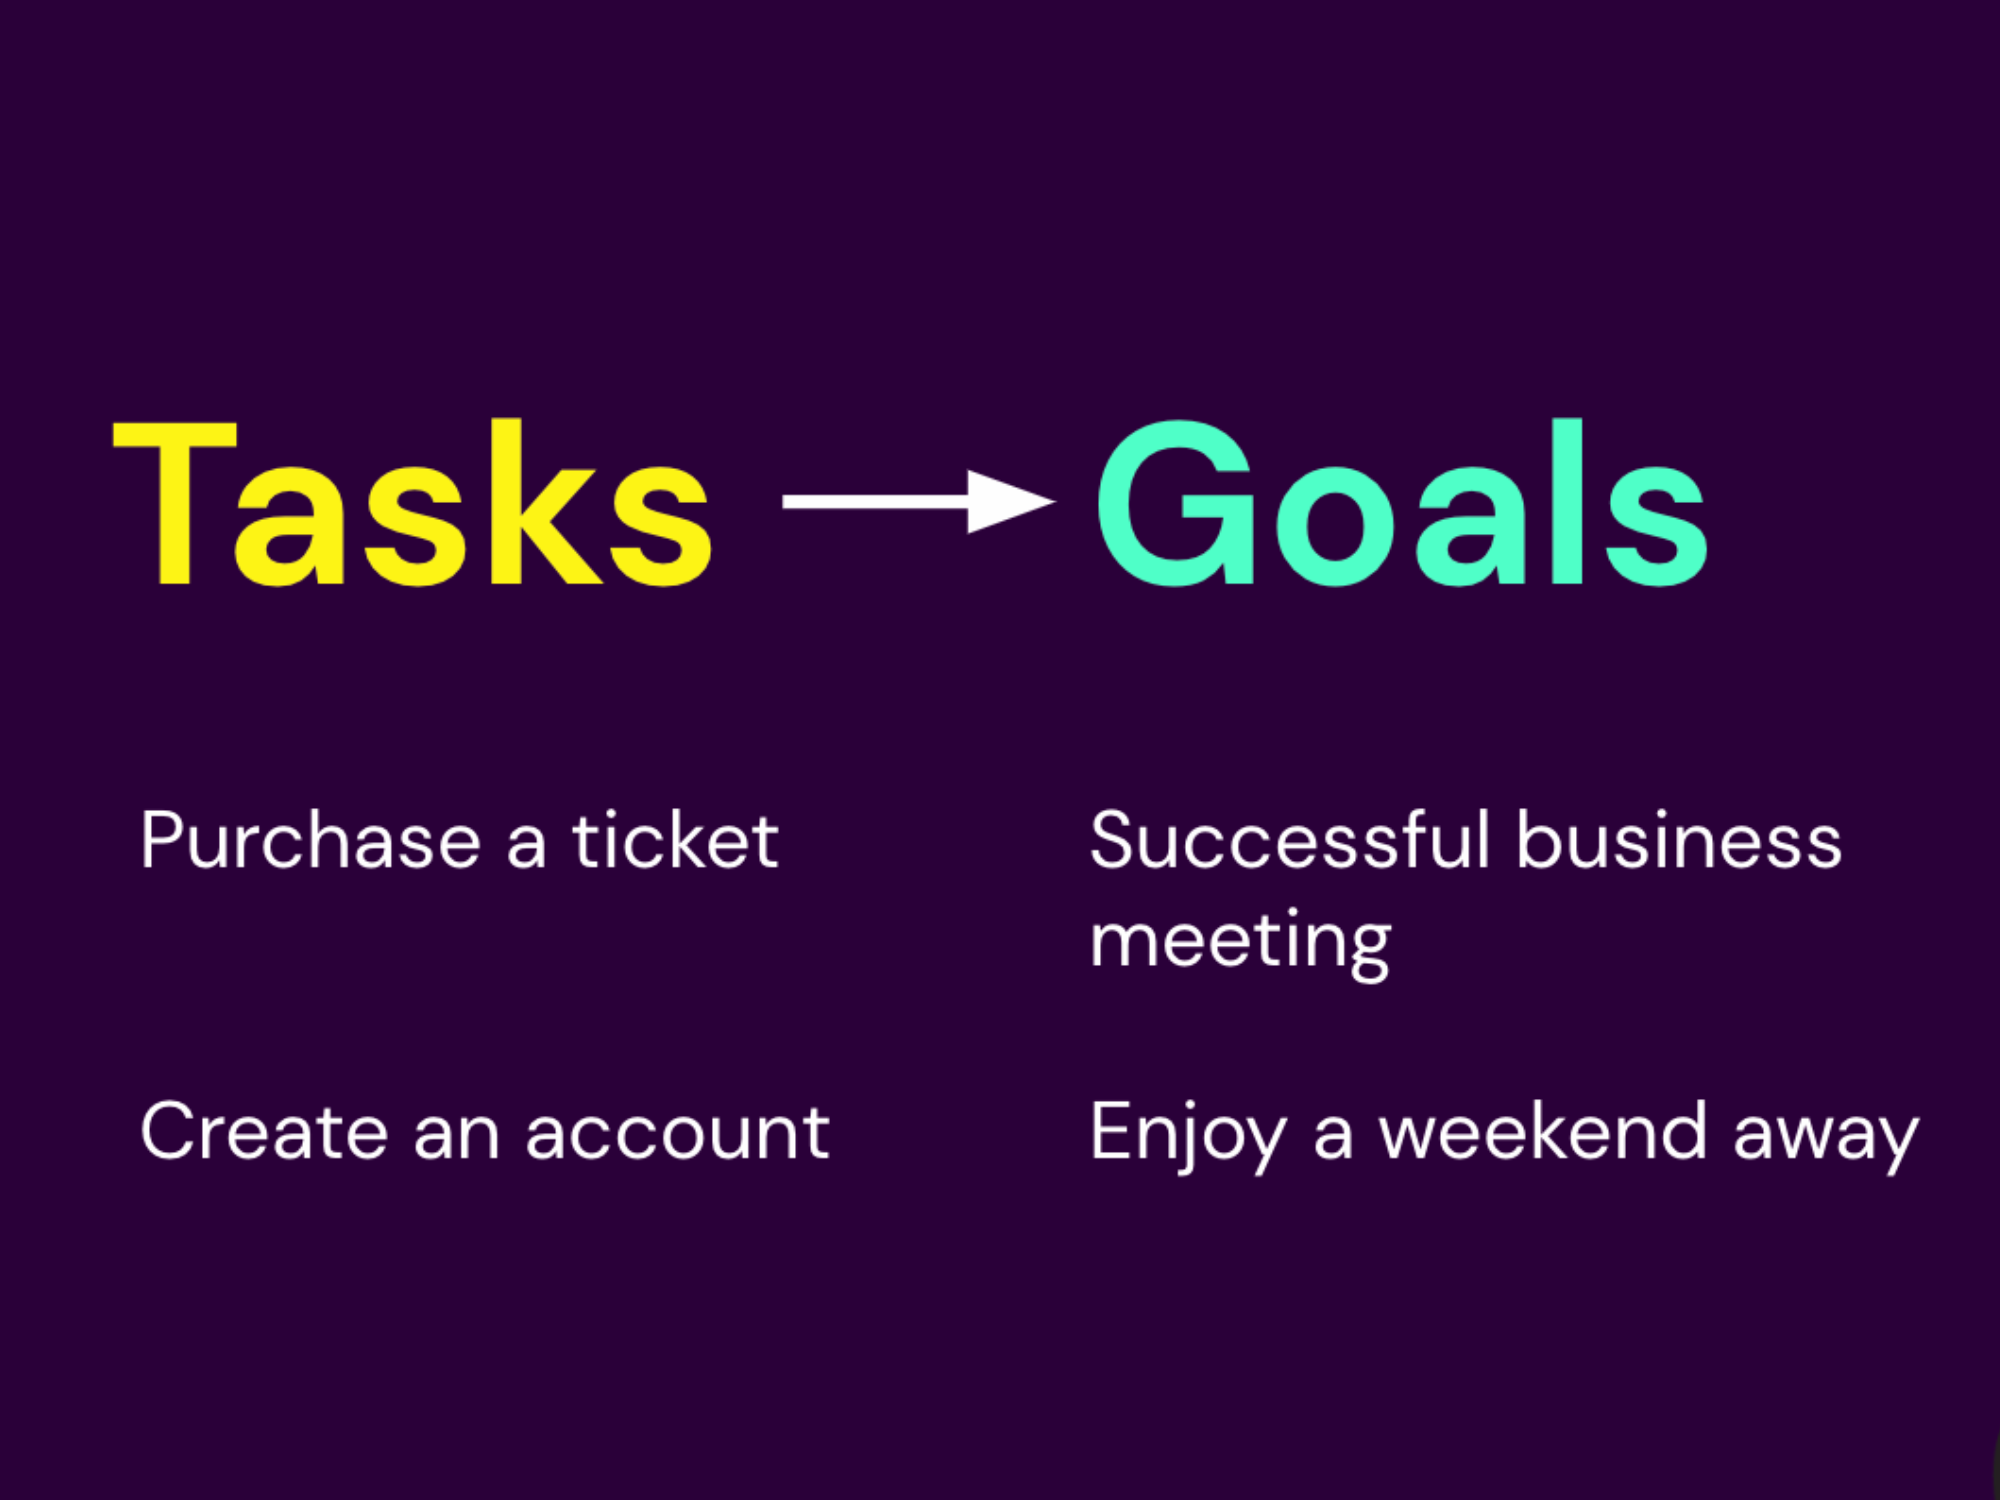 Tasks → Goals
Purchase a ticket
Successful business
meeting
Create an account
Enjoy a weekend away